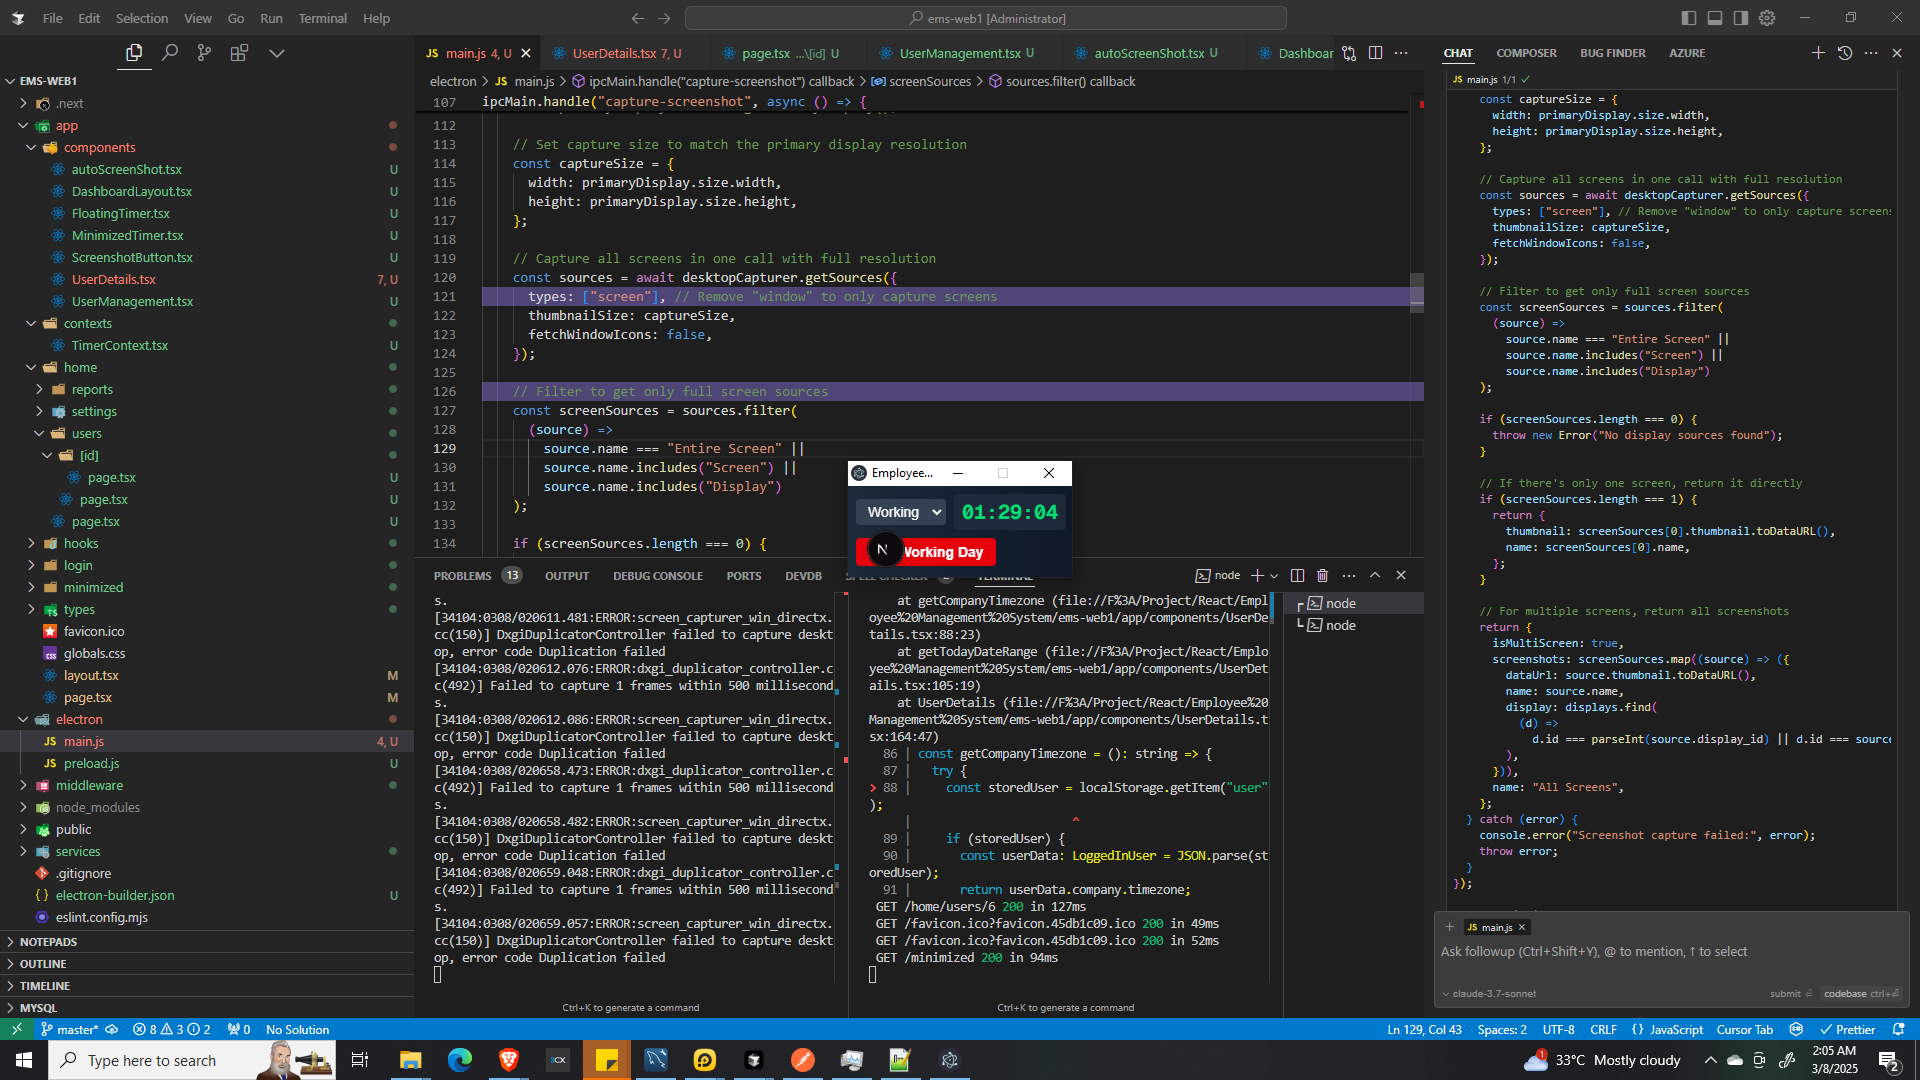 File Edit Selection View Go Run Terminal Help
ems-web1 [Administrator]
EMS-WEB1
.next
app
components
autoScreenShot.tsx U
DashboardLayout.tsx U
FloatingTimer.tsx U
MinimizedTimer.tsx U
ScreenshotButton.tsx U
UserDetails.tsx 7, U
UserManagement.tsx U
contexts
TimerContext.tsx U
home
reports
settings
users
[id]
page.tsx U
page.tsx U
page.tsx U
hooks
login
minimized
types
favicon.ico
globals.css
layout.tsx M
page.tsx M
electron
JS main.js 4, U
JS preload.js U
middleware
node_modules
public
services
.gitignore
{} electron-builder.json U
eslint.config.mjs
NOTEPADS
OUTLINE
TIMELINE
MYSQL
JS main.js 4, U
UserDetails.tsx 7, U
page.tsx ...\[id] U
UserManagement.tsx U
autoScreenShot.tsx U
Dashboar
electron > JS main.js > ipcMain.handle("capture-screenshot") callback > screenSources > sources.filter() callback
107 ipcMain.handle("capture-screenshot", async () => {
112
113 // Set capture size to match the primary display resolution
114 const captureSize = {
115 width: primaryDisplay.size.width,
116 height: primaryDisplay.size.height,
117 };
118
119 // Capture all screens in one call with full resolution
120 const sources = await desktopCapturer.getSources({
121 types: ["screen"], // Remove "window" to only capture screens
122 thumbnailSize: captureSize,
123 fetchWindowIcons: false,
124 });
125
126 // Filter to get only full screen sources
127 const screenSources = sources.filter(
128 (source) =>
129 source.name === "Entire Screen" ||
130 source.name.includes("Screen") ||
131 source.name.includes("Display")
132 );
133
134 if (screenSources.length === 0) {
Employee...
Working 01:29:04
N Working Day
PROBLEMS 13 OUTPUT DEBUG CONSOLE PORTS DEVDB
node
s.
[34104:0308/020611.481:ERROR:screen_capturer_win_directx.
cc(150)] DxgiDuplicatorController failed to capture deskt
op, error code Duplication failed
[34104:0308/020612.076:ERROR:dxgi_duplicator_controller.c
c(492)] Failed to capture 1 frames within 500 millisecond
s.
[34104:0308/020612.086:ERROR:screen_capturer_win_directx.
cc(150)] DxgiDuplicatorController failed to capture deskt
op, error code Duplication failed
[34104:0308/020658.473:ERROR:dxgi_duplicator_controller.c
c(492)] Failed to capture 1 frames within 500 millisecond
s.
[34104:0308/020658.482:ERROR:screen_capturer_win_directx.
cc(150)] DxgiDuplicatorController failed to capture deskt
op, error code Duplication failed
[34104:0308/020659.048:ERROR:dxgi_duplicator_controller.c
c(492)] Failed to capture 1 frames within 500 millisecond
s.
[34104:0308/020659.057:ERROR:screen_capturer_win_directx.
cc(150)] DxgiDuplicatorController failed to capture deskt
op, error code Duplication failed
Ctrl+K to generate a command
at getCompanyTimezone (file://F%3A/Project/React/Empl
oyee%20Management%20System/ems-web1/app/components/UserDe
tails.tsx:88:23)
at getTodayDateRange (file://F%3A/Project/React/Emplo
yee%20Management%20System/ems-web1/app/components/UserDet
ails.tsx:105:19)
at UserDetails (file://F%3A/Project/React/Employee%20
Management%20System/ems-web1/app/components/UserDetails.t
sx:164:47)
86 | const getCompanyTimezone = (): string => {
87 | try {
> 88 | const storedUser = localStorage.getItem("user"
);
| ^
89 | if (storedUser) {
90 | const userData: LoggedInUser = JSON.parse(st
oredUser);
91 | return userData.company.timezone;
GET /home/users/6 200 in 127ms
GET /favicon.ico?favicon.45db1c09.ico 200 in 49ms
GET /favicon.ico?favicon.45db1c09.ico 200 in 52ms
GET /minimized 200 in 94ms
Ctrl+K to generate a command
node
node
CHAT COMPOSER BUG FINDER AZURE
JS main.js 1/1
const captureSize = {
width: primaryDisplay.size.width,
height: primaryDisplay.size.height,
};
// Capture all screens in one call with full resolution
const sources = await desktopCapturer.getSources({
types: ["screen"], // Remove "window" to only capture screens
thumbnailSize: captureSize,
fetchWindowIcons: false,
});
// Filter to get only full screen sources
const screenSources = sources.filter(
(source) =>
source.name === "Entire Screen" ||
source.name.includes("Screen") ||
source.name.includes("Display")
);
if (screenSources.length === 0) {
throw new Error("No display sources found");
}
// If there's only one screen, return it directly
if (screenSources.length === 1) {
return {
thumbnail: screenSources[0].thumbnail.toDataURL(),
name: screenSources[0].name,
};
}
// For multiple screens, return all screenshots
return {
isMultiScreen: true,
screenshots: screenSources.map((source) => ({
dataUrl: source.thumbnail.toDataURL(),
name: source.name,
display: displays.find(
(d) =>
d.id === parseInt(source.display_id) || d.id === sourc
),
})),
name: "All Screens",
};
} catch (error) {
console.error("Screenshot capture failed:", error);
throw error;
}
});
JS main.js
Ask followup (Ctrl+Shift+Y), @ to mention, ↑ to select
claude-3.7-sonnet submit codebase ctrl+
master* 8 3 2 0 No Solution
Ln 129, Col 43 Spaces: 2 UTF-8 CRLF {} JavaScript Cursor Tab Prettier
Type here to search
33°C Mostly cloudy
2:05 AM
3/8/2025
2